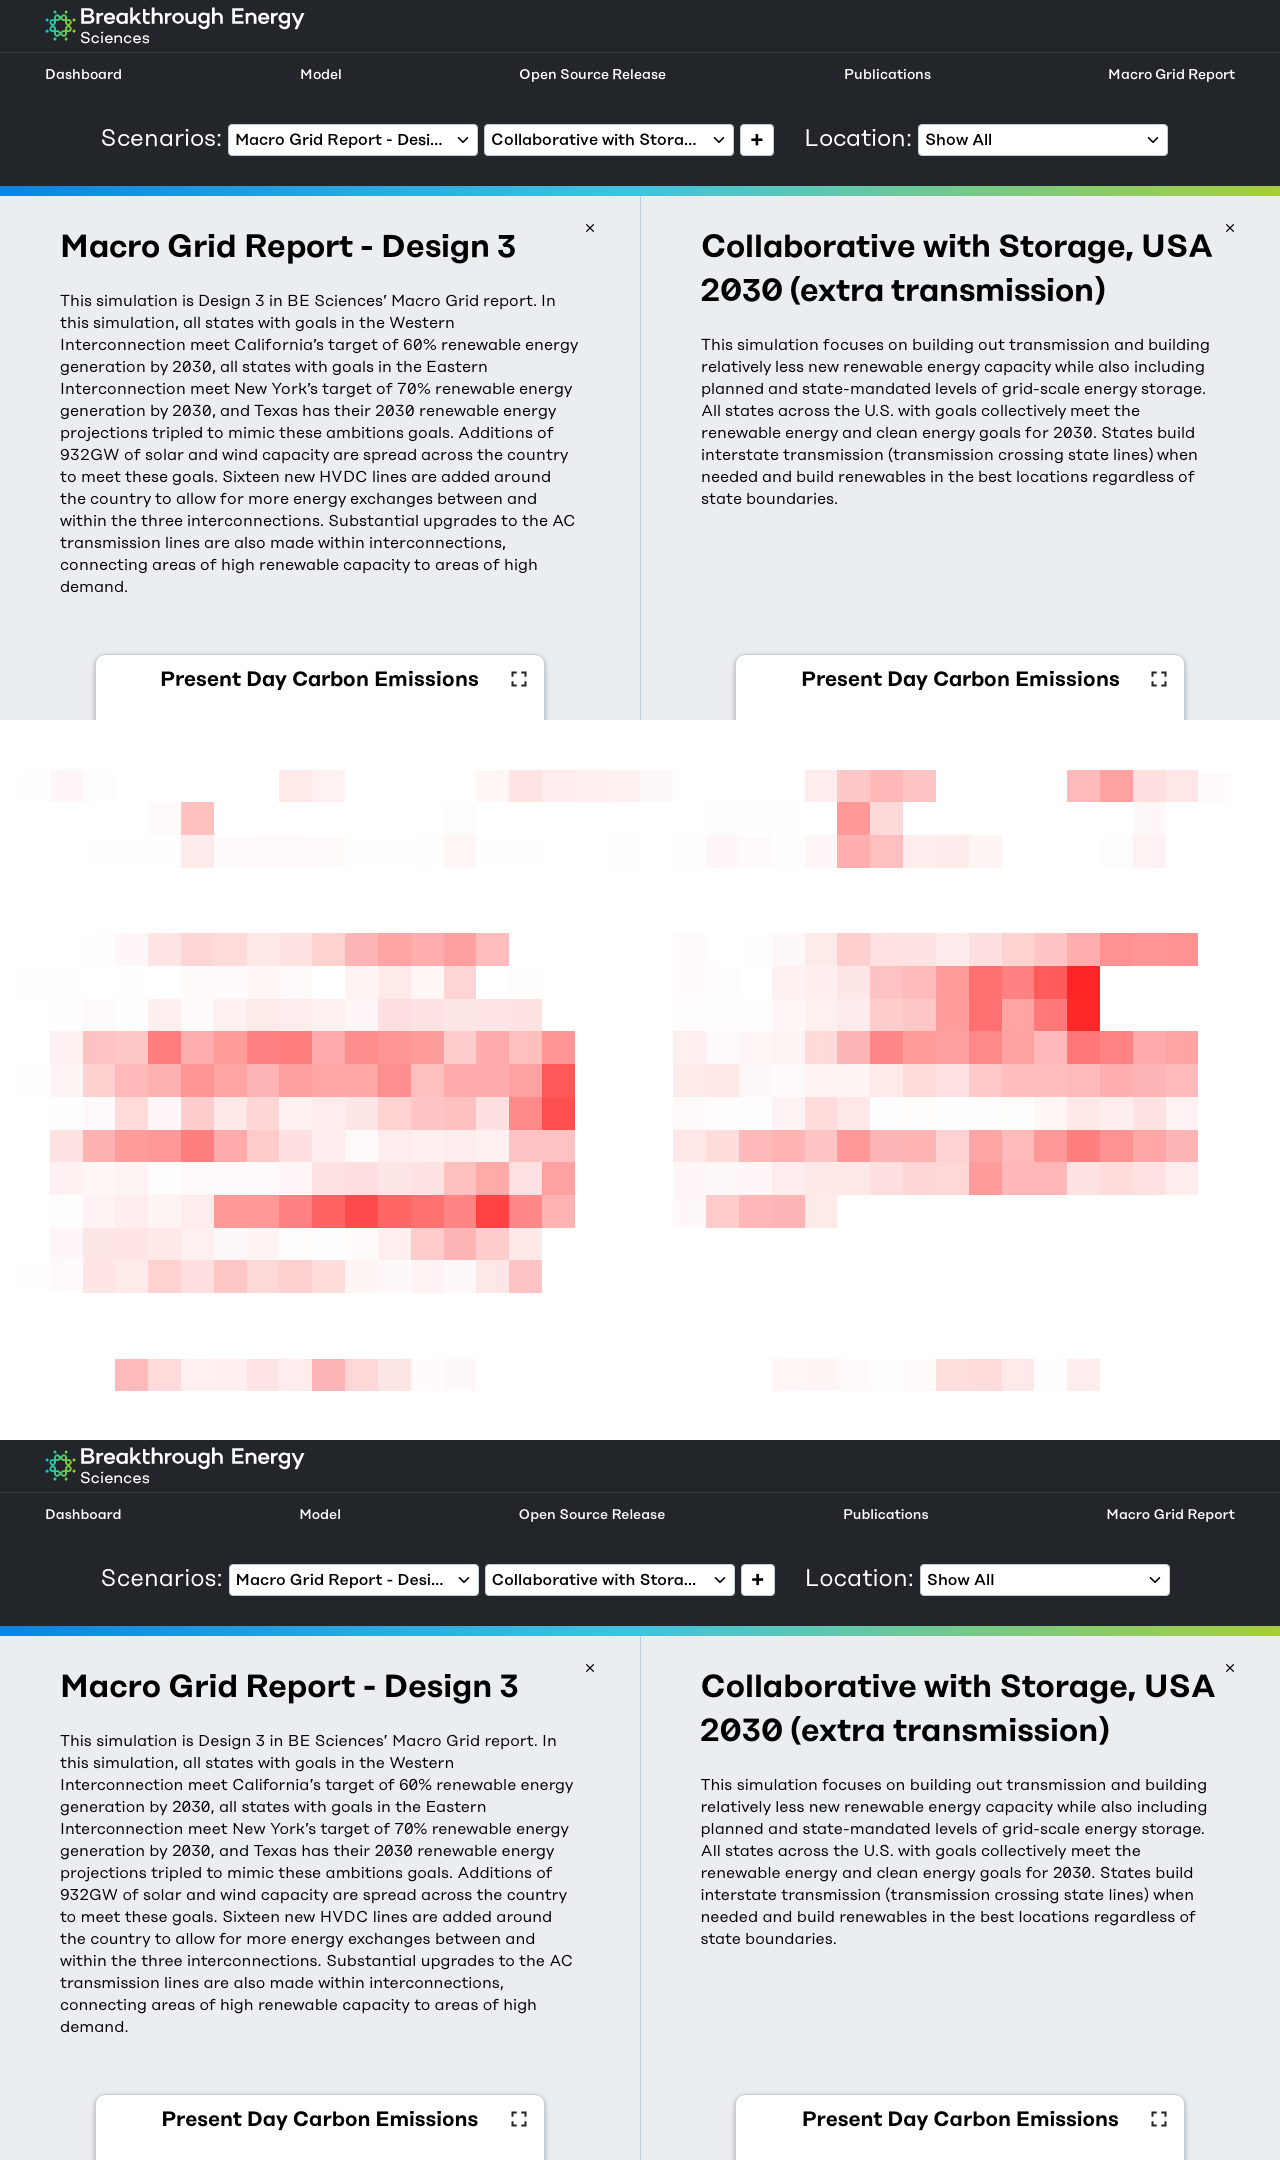 Breakthrough Energy
Sciences
Dashboard
Model
Open Source Release
Publications
Macro Grid Report
Scenarios:
Macro Grid Report - Desi...
Collaborative with Stora...
+
Location:
Show All
Macro Grid Report - Design 3
This simulation is Design 3 in BE Sciences’ Macro Grid report. In
this simulation, all states with goals in the Western
Interconnection meet California’s target of 60% renewable energy
generation by 2030, all states with goals in the Eastern
Interconnection meet New York’s target of 70% renewable energy
generation by 2030, and Texas has their 2030 renewable energy
projections tripled to mimic these ambitions goals. Additions of
932GW of solar and wind capacity are spread across the country
to meet these goals. Sixteen new HVDC lines are added around
the country to allow for more energy exchanges between and
within the three interconnections. Substantial upgrades to the AC
transmission lines are also made within interconnections,
connecting areas of high renewable capacity to areas of high
demand.
Present Day Carbon Emissions
Collaborative with Storage, USA
2030 (extra transmission)
This simulation focuses on building out transmission and building
relatively less new renewable energy capacity while also including
planned and state-mandated levels of grid-scale energy storage.
All states across the U.S. with goals collectively meet the
renewable energy and clean energy goals for 2030. States build
interstate transmission (transmission crossing state lines) when
needed and build renewables in the best locations regardless of
state boundaries.
Present Day Carbon Emissions
Breakthrough Energy
Sciences
Dashboard
Model
Open Source Release
Publications
Macro Grid Report
Scenarios:
Macro Grid Report - Desi...
Collaborative with Stora...
+
Location:
Show All
Macro Grid Report - Design 3
This simulation is Design 3 in BE Sciences’ Macro Grid report. In
this simulation, all states with goals in the Western
Interconnection meet California’s target of 60% renewable energy
generation by 2030, all states with goals in the Eastern
Interconnection meet New York’s target of 70% renewable energy
generation by 2030, and Texas has their 2030 renewable energy
projections tripled to mimic these ambitions goals. Additions of
932GW of solar and wind capacity are spread across the country
to meet these goals. Sixteen new HVDC lines are added around
the country to allow for more energy exchanges between and
within the three interconnections. Substantial upgrades to the AC
transmission lines are also made within interconnections,
connecting areas of high renewable capacity to areas of high
demand.
Present Day Carbon Emissions
Collaborative with Storage, USA
2030 (extra transmission)
This simulation focuses on building out transmission and building
relatively less new renewable energy capacity while also including
planned and state-mandated levels of grid-scale energy storage.
All states across the U.S. with goals collectively meet the
renewable energy and clean energy goals for 2030. States build
interstate transmission (transmission crossing state lines) when
needed and build renewables in the best locations regardless of
state boundaries.
Present Day Carbon Emissions